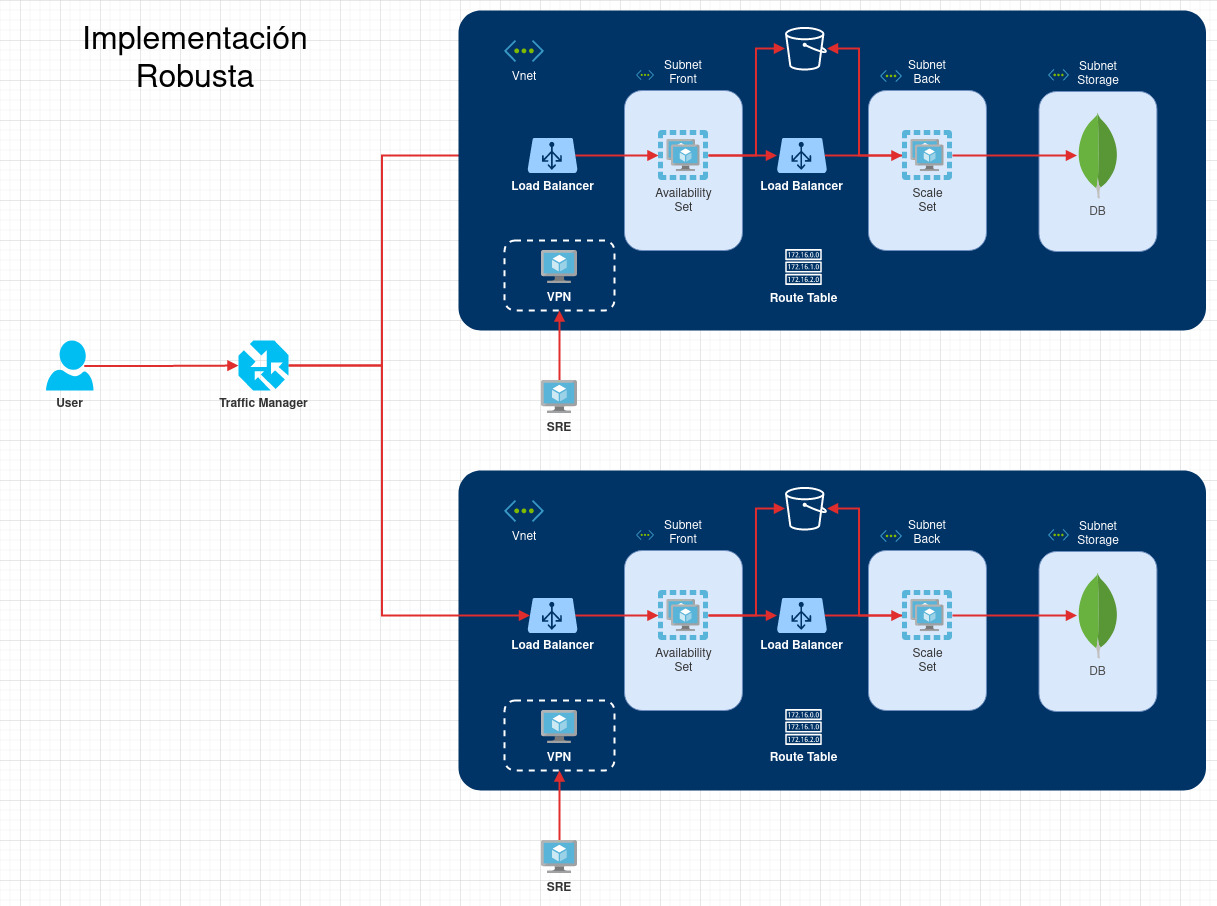 Implementación
Robusta
Vnet
Subnet
Front
Subnet
Back
Subnet
Storage
Load Balancer
Availability
Set
Load Balancer
Scale
Set
DB
VPN
172.16.0.0
172.16.1.0
172.16.2.0
Route Table
SRE
User
Traffic Manager
Vnet
Subnet
Front
Subnet
Back
Subnet
Storage
Load Balancer
Availability
Set
Load Balancer
Scale
Set
DB
VPN
172.16.0.0
172.16.1.0
172.16.2.0
Route Table
SRE